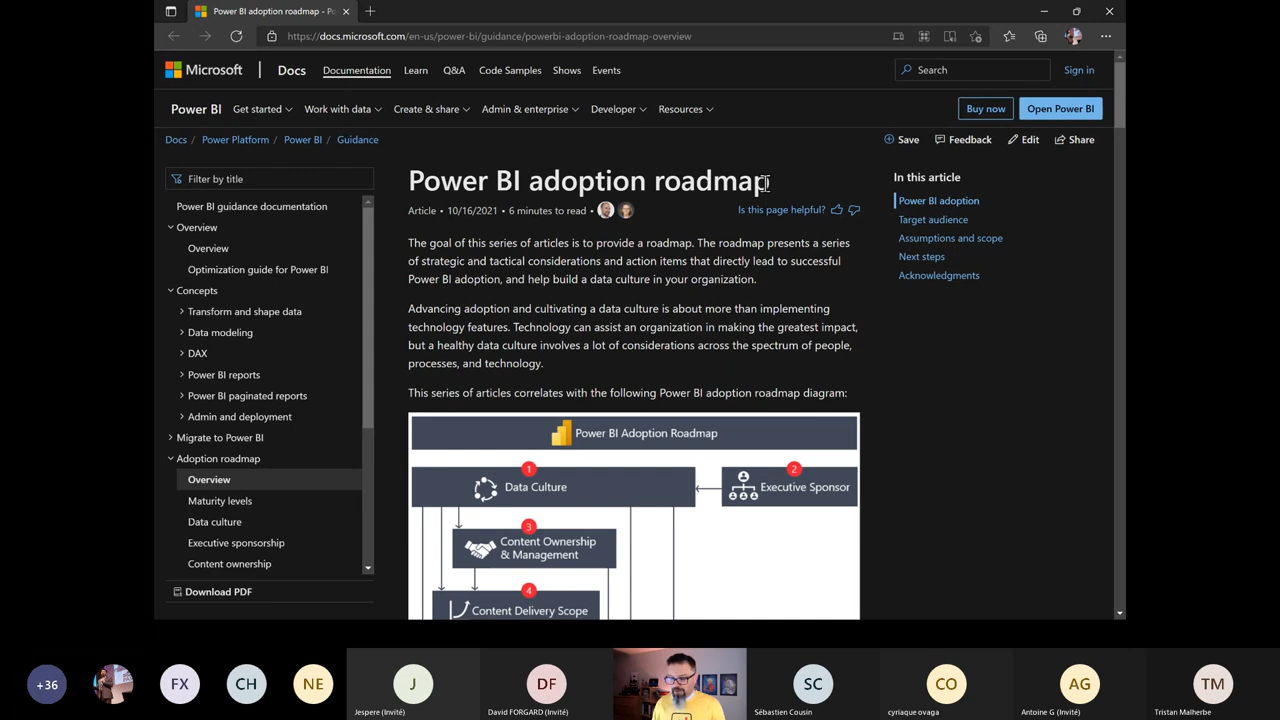 Power BI adoption roadmap - Po
https://docs.microsoft.com/en-us/power-bi/guidance/powerbi-adoption-roadmap-overview
Microsoft
Docs
Documentation
Learn
Q&A
Code Samples
Shows
Events
Search
Sign in
Power BI
Get started
Work with data
Create & share
Admin & enterprise
Developer
Resources
Buy now
Open Power BI
Docs / Power Platform / Power BI / Guidance
Save
Feedback
Edit
Share
Filter by title
Power BI guidance documentation
Overview
Overview
Optimization guide for Power BI
Concepts
Transform and shape data
Data modeling
DAX
Power BI reports
Power BI paginated reports
Admin and deployment
Migrate to Power BI
Adoption roadmap
Overview
Maturity levels
Data culture
Executive sponsorship
Content ownership
Download PDF
Power BI adoption roadmap
Article • 10/16/2021 • 6 minutes to read •
Is this page helpful?
The goal of this series of articles is to provide a roadmap. The roadmap presents a series
of strategic and tactical considerations and action items that directly lead to successful
Power BI adoption, and help build a data culture in your organization.
Advancing adoption and cultivating a data culture is about more than implementing
technology features. Technology can assist an organization in making the greatest impact,
but a healthy data culture involves a lot of considerations across the spectrum of people,
processes, and technology.
This series of articles correlates with the following Power BI adoption roadmap diagram:
Power BI Adoption Roadmap
1
Data Culture
2
Executive Sponsor
3
Content Ownership
& Management
4
Content Delivery Scope
In this article
Power BI adoption
Target audience
Assumptions and scope
Next steps
Acknowledgments
+36
FX
CH
NE
J
Jespere (Invité)
DF
David FORGARD (Invité)
SC
Sébastien Cousin
CO
cyriaque ovaga
AG
Antoine G (Invité)
TM
Tristan Malherbe